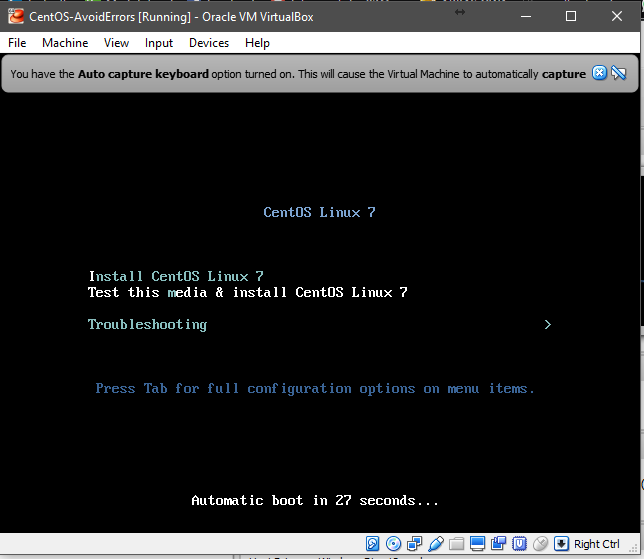 CentOS-AvoidErrors [Running] - Oracle VM VirtualBox
File Machine View Input Devices Help
You have the Auto capture keyboard option turned on. This will cause the Virtual Machine to automatically capture
CentOS Linux 7
Install CentOS Linux 7
Test this media & install CentOS Linux 7
Troubleshooting >
Press Tab for full configuration options on menu items.
Automatic boot in 27 seconds...
Right Ctrl